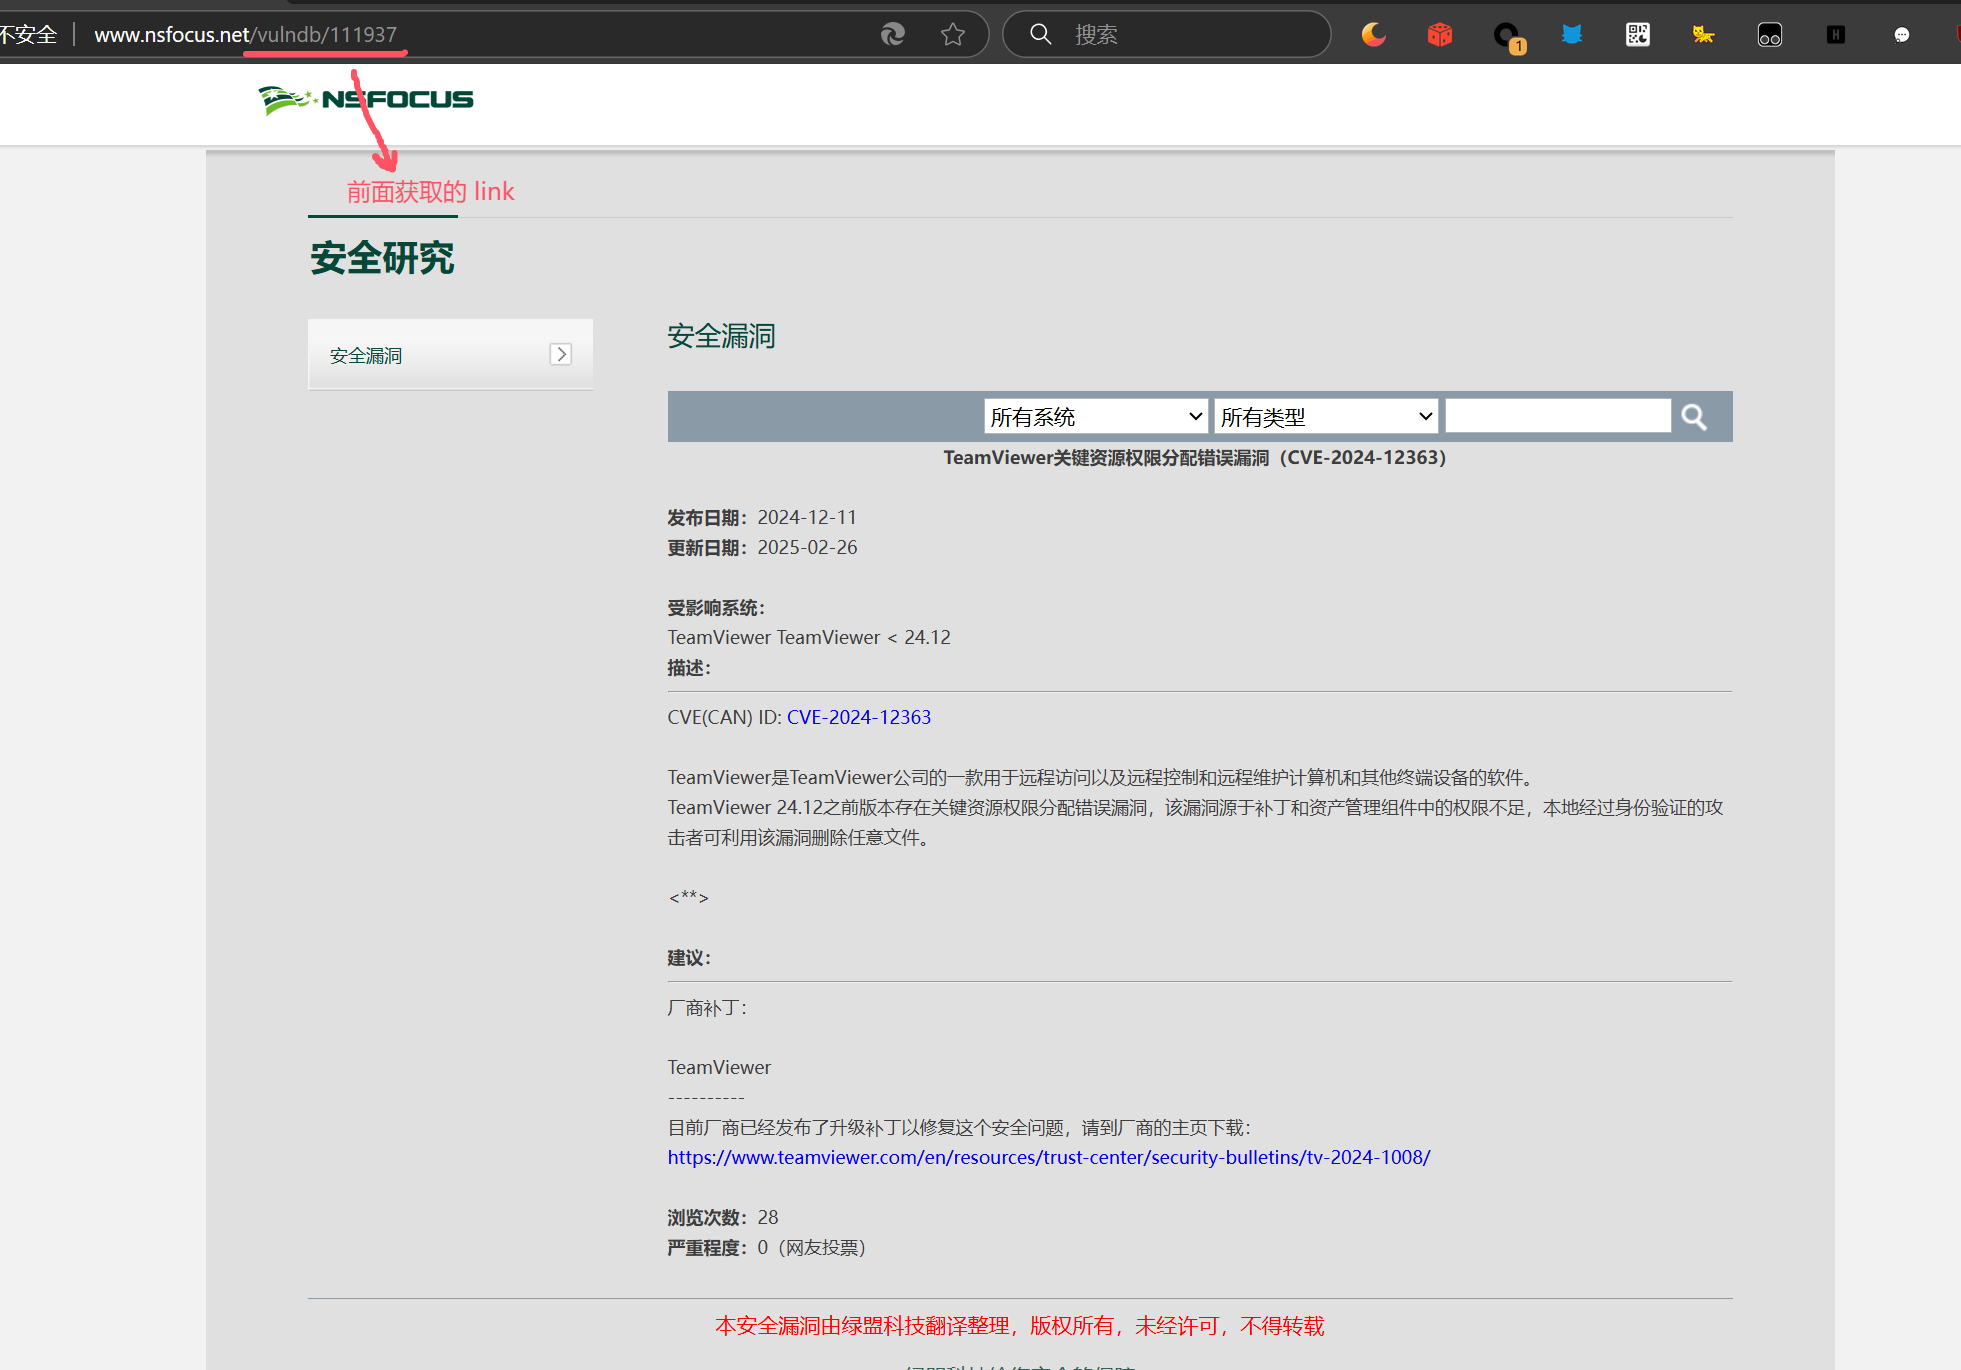 不安全 | www.nsfocus.net/vulndb/111937
搜索
1
H
NSFOCUS
前面获取的 link
安全研究
安全漏洞
安全漏洞
所有系统 所有类型
TeamViewer关键资源权限分配错误漏洞（CVE-2024-12363）
发布日期：2024-12-11
更新日期：2025-02-26
受影响系统：
TeamViewer TeamViewer < 24.12
描述：
CVE(CAN) ID: CVE-2024-12363
TeamViewer是TeamViewer公司的一款用于远程访问以及远程控制和远程维护计算机和其他终端设备的软件。
TeamViewer 24.12之前版本存在关键资源权限分配错误漏洞，该漏洞源于补丁和资产管理组件中的权限不足，本地经过身份验证的攻
击者可利用该漏洞删除任意文件。
<**>
建议：
厂商补丁：
TeamViewer
----------
目前厂商已经发布了升级补丁以修复这个安全问题，请到厂商的主页下载：
https://www.teamviewer.com/en/resources/trust-center/security-bulletins/tv-2024-1008/
浏览次数：28
严重程度：0（网友投票）
本安全漏洞由绿盟科技翻译整理，版权所有，未经许可，不得转载